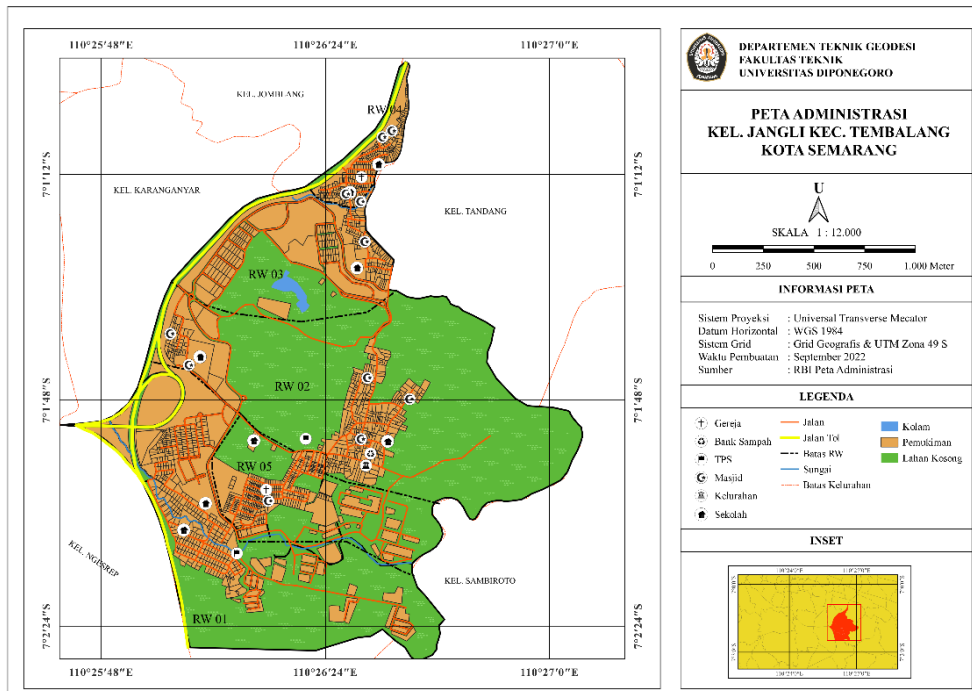 110°25'48"E 110°26'24"E 110°27'0"E
KEL. JOMBLANG
RW 04
7°1'12"S 7°1'12"S
KEL. KARANGANYAR
KEL. TANDANG
RW 03
RW 02
7°1'48"S 7°1'48"S
RW 05
KEL. NGESREP
KEL. SAMBIROTO
RW 01
7°2'24"S 7°2'24"S
110°25'48"E 110°26'24"E 110°27'0"E
DEPARTEMEN TEKNIK GEODESI
FAKULTAS TEKNIK
UNIVERSITAS DIPONEGORO
PETA ADMINISTRASI
KEL. JANGLI KEC. TEMBALANG
KOTA SEMARANG
U
SKALA 1 : 12.000
0 250 500 750 1.000 Meter
INFORMASI PETA
Sistem Proyeksi : Universal Transverse Mecator
Datum Horizontal : WGS 1984
Sistem Grid : Grid Geografis & UTM Zona 49 S
Waktu Pembuatan : September 2022
Sumber : RBI Peta Administrasi
LEGENDA
Gereja
Bank Sampah
TPS
Masjid
Kelurahan
Sekolah
Jalan
Jalan Tol
Batas RW
Sungai
Batas Kelurahan
Kolam
Pemukiman
Lahan Kosong
INSET
110°27'0"E
110°27'0"E